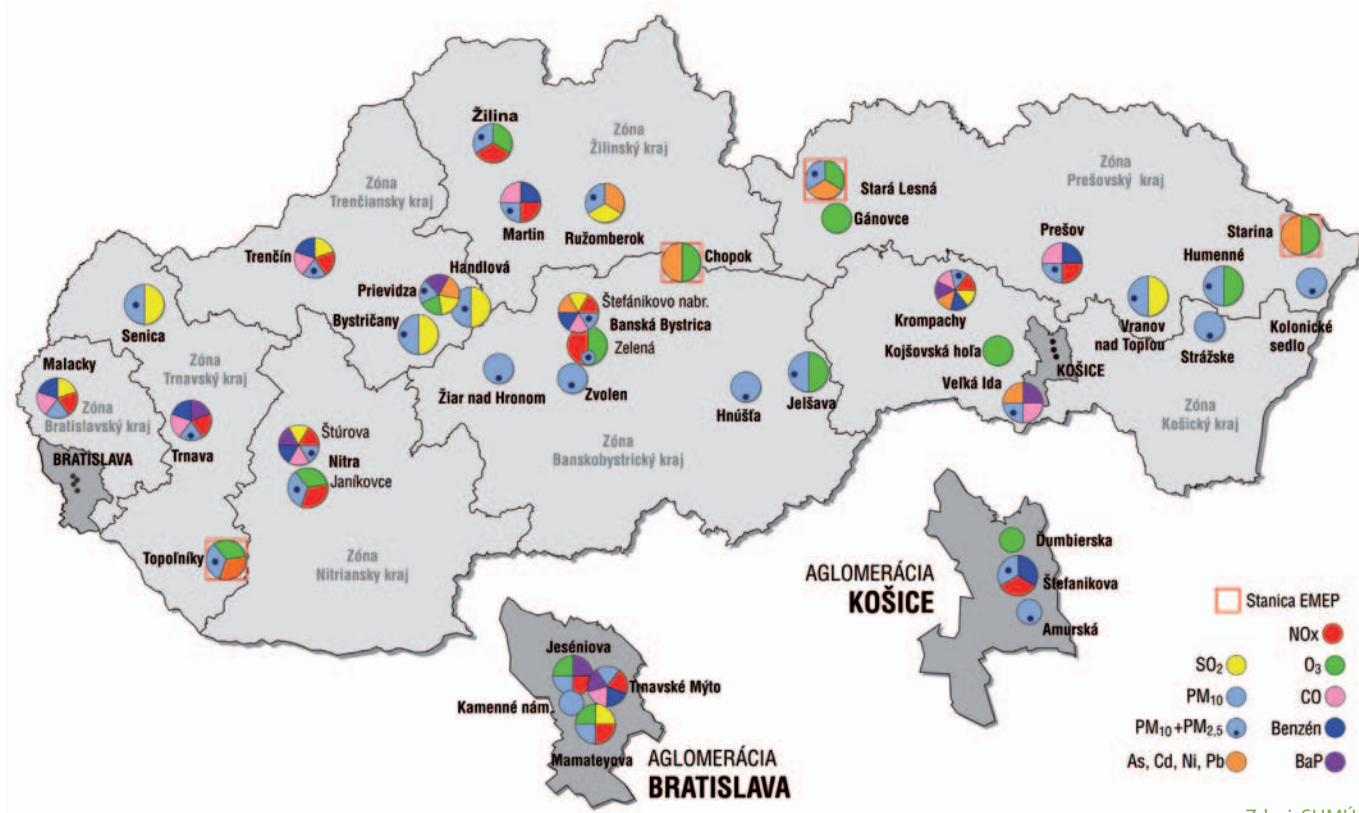 Žilina
Zóna
Žilinský kraj
Martin
Ružomberok
Zóna
Trenčiansky kraj
Trenčín
Handlová
Prievidza
Bystričany
Chopok
Stará Lesná
Gánovce
Zóna
Prešovský kraj
Prešov
Starina
Humenné
Vranov
nad Topľou
Strážske
Kolonické
sedlo
Krompachy
Kojšovská hoľa
KOŠICE
Veľká Ida
Zóna
Košický kraj
Senica
Malacky
Zóna
Bratislavský kraj
BRATISLAVA
Zóna
Trnavský kraj
Trnava
Topoľníky
Štúrova
Nitra
Janíkovce
Zóna
Nitriansky kraj
Štefánikovo nabr.
Banská Bystrica
Zelená
Žiar nad Hronom
Zvolen
Hnúšťa
Jelšava
Zóna
Banskobystrický kraj
AGLOMERÁCIA
KOŠICE
Ďumbierska
Štefanikova
Amurská
Jeséniova
Trnavské Mýto
Kamenné nám.
Mamateyova
AGLOMERÁCIA
BRATISLAVA
Stanica EMEP
NOx
SO₂
O₃
PM₁₀
CO
PM₁₀+PM₂,₅
Benzén
As, Cd, Ni, Pb
BaP